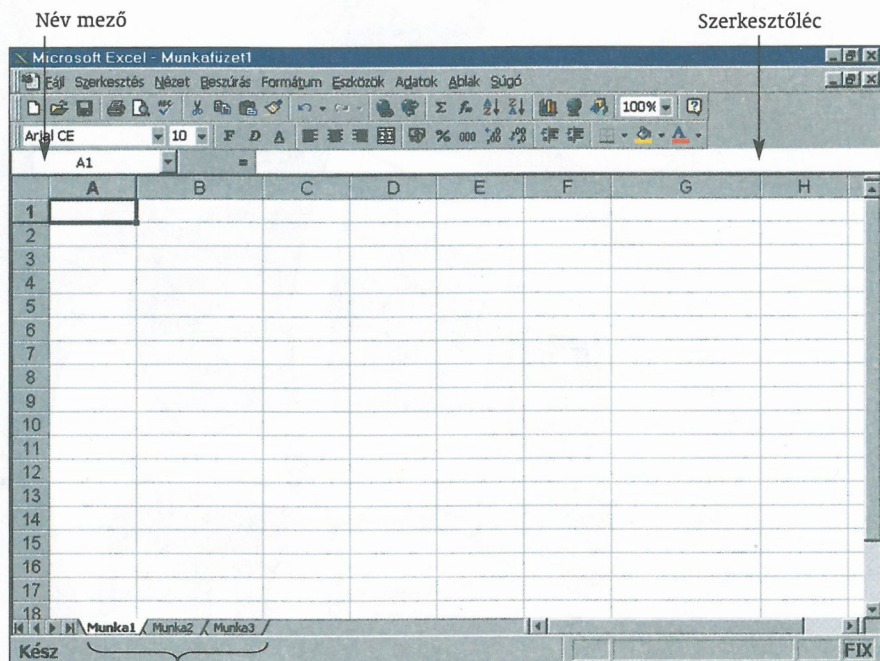 Név mező Szerkesztőléc
Microsoft Excel - Munkafüzet1
Fájl Szerkesztés Nézet Beszúrás Formátum Eszközök Adatok Ablak Súgó
100%
Arial CE 10 F D A % 000
A1 =
A B C D E F G H
1
2
3
4
5
6
7
8
9
10
11
12
13
14
15
16
17
18
Munka1 Munka2 Munka3
Kész FIX